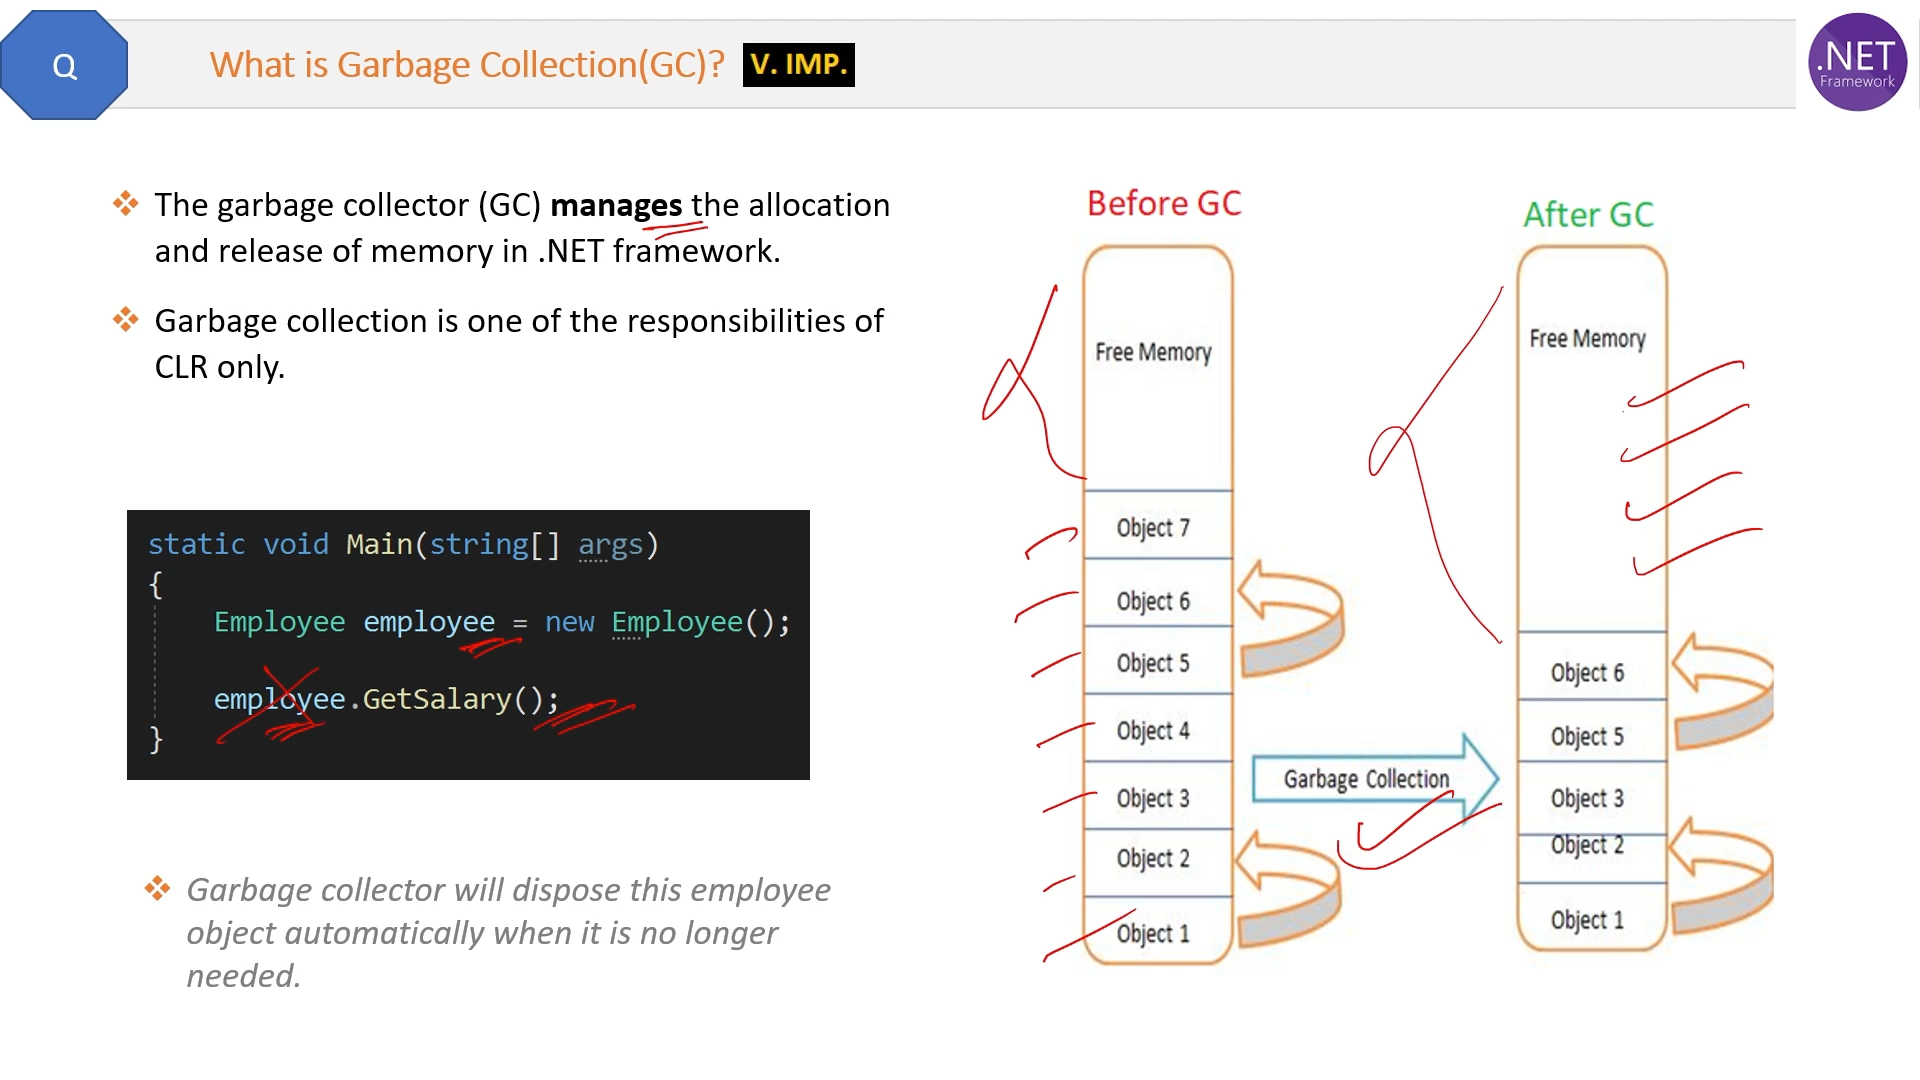 Q
What is Garbage Collection(GC)? V. IMP.
.NET
Framework
The garbage collector (GC) manages the allocation
and release of memory in .NET framework.
Garbage collection is one of the responsibilities of
CLR only.
static void Main(string[] args)
{
Employee employee = new Employee();
employee.GetSalary();
}
Garbage collector will dispose this employee
object automatically when it is no longer
needed.
Before GC
Free Memory
Object 7
Object 6
Object 5
Object 4
Object 3
Object 2
Object 1
Garbage Collection
After GC
Free Memory
Object 6
Object 5
Object 3
Object 2
Object 1